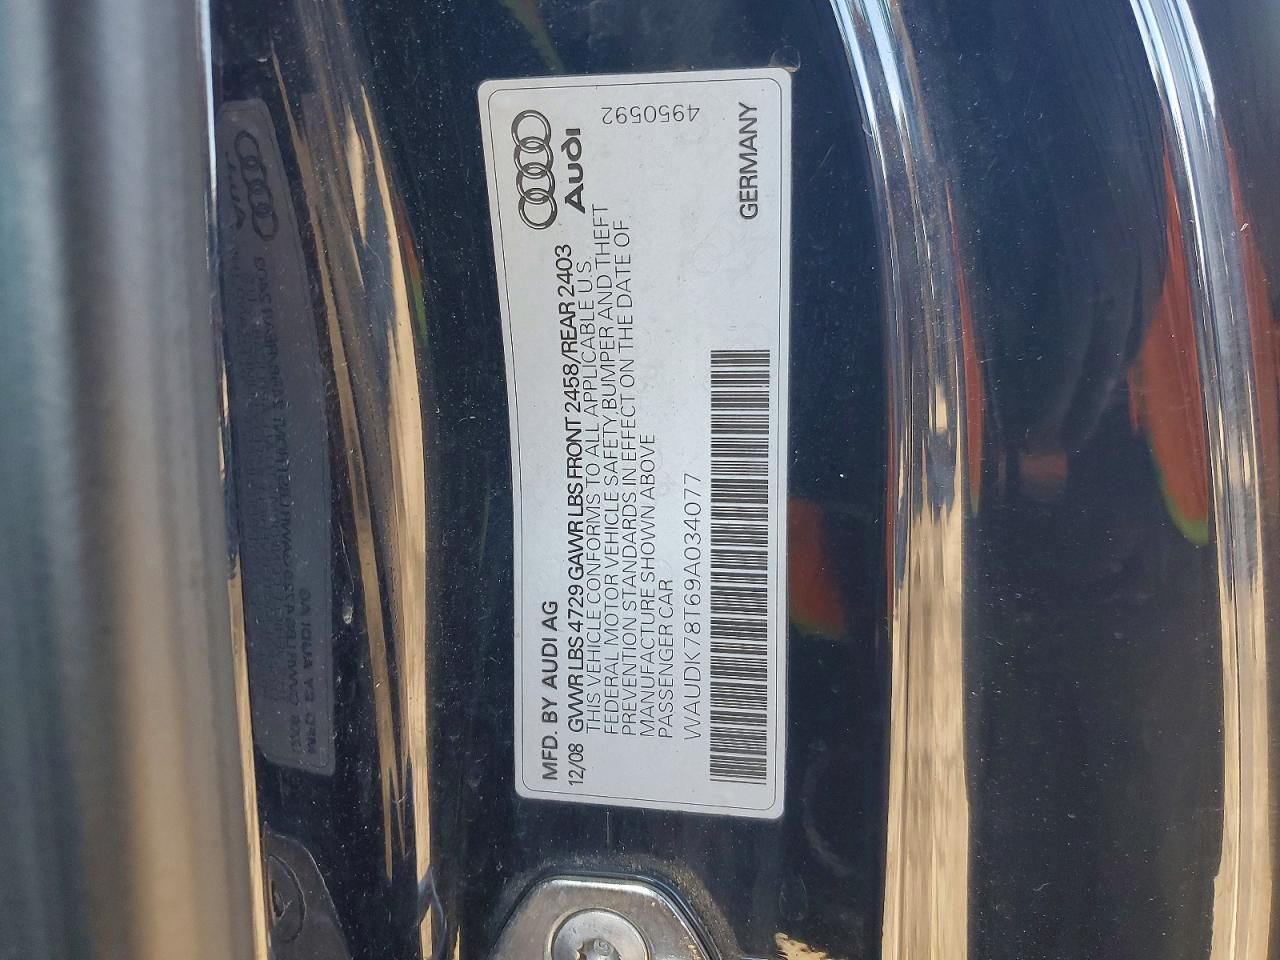 MFD. BY AUDI AG
12/08 GVWR LBS 4729 GAWR LBS FRONT 2458/REAR 2403
THIS VEHICLE CONFORMS TO ALL APPLICABLE U.S.
FEDERAL MOTOR VEHICLE SAFETY, BUMPER AND THEFT
PREVENTION STANDARDS IN EFFECT ON THE DATE OF
MANUFACTURE SHOWN ABOVE
PASSENGER CAR
WAUDK78T69A034077
Audi
4950592
GERMANY